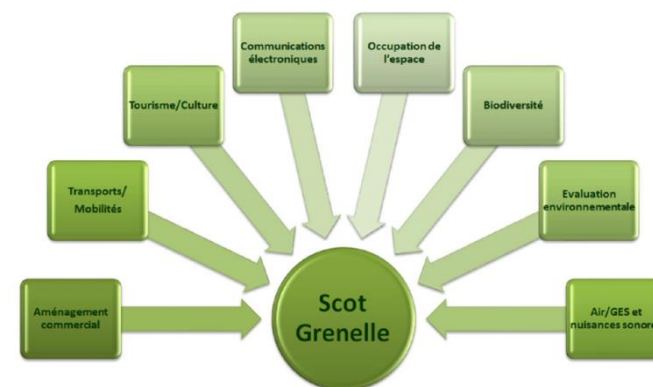 Communications
électroniques
Occupation de
l'espace
Tourisme/Culture
Biodiversité
Transports/
Mobilités
Evaluation
environnementale
Aménagement
commercial
Scot
Grenelle
Air/GES et
nuisances sonore